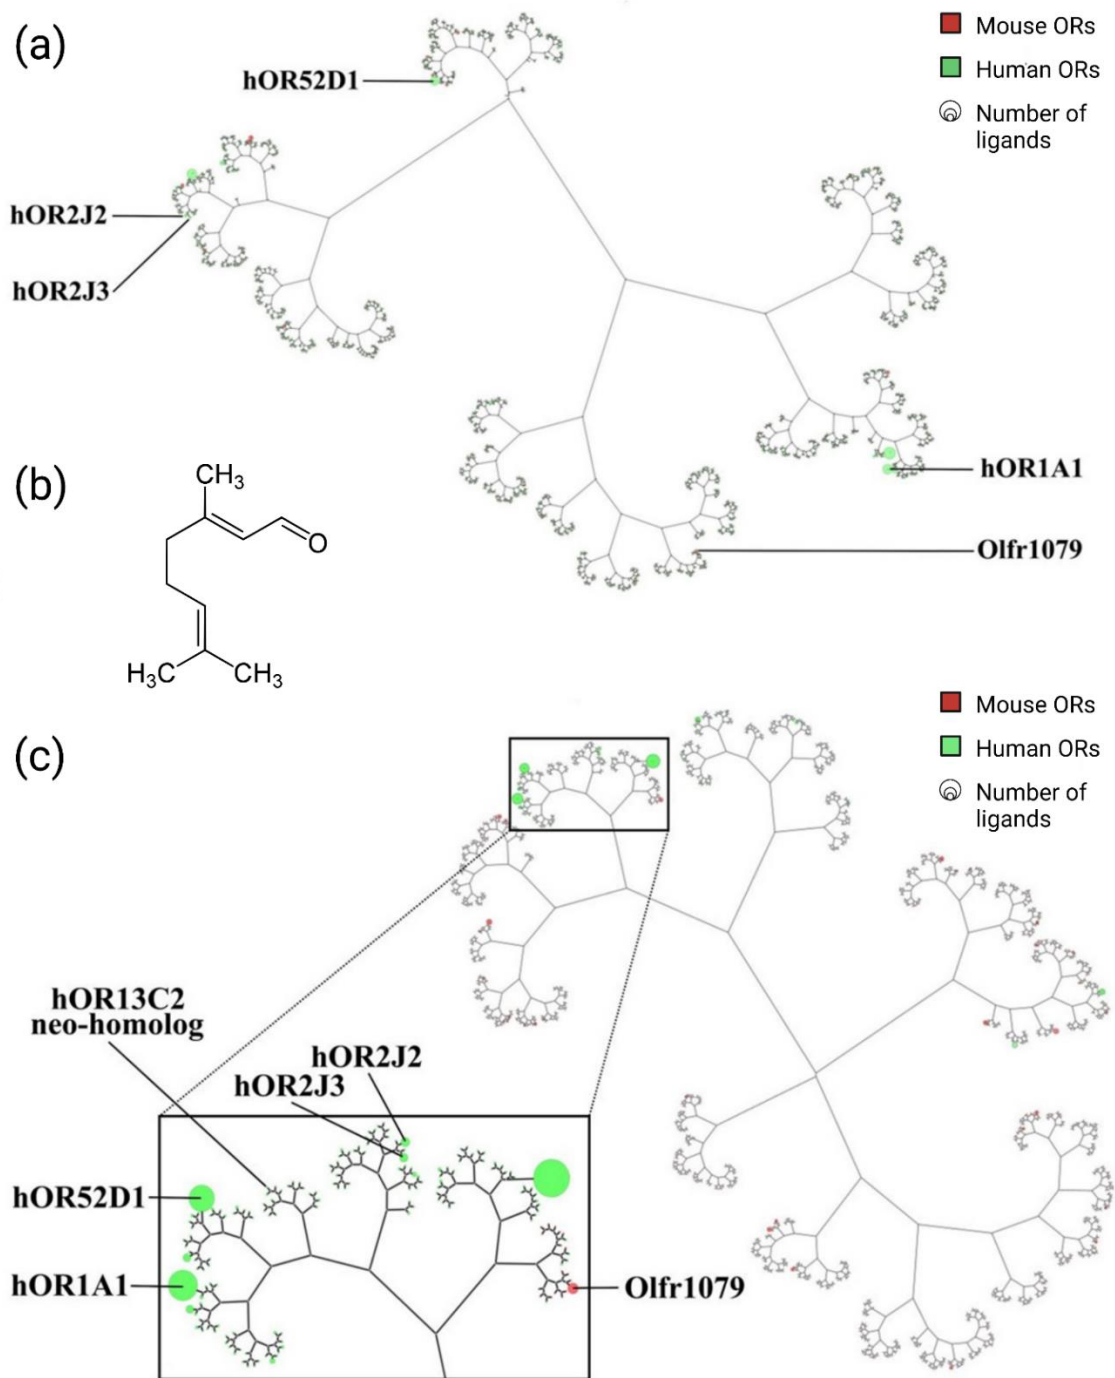 (a)
Mouse ORs
Human ORs
Number of
ligands
hOR52D1
hOR2J2
hOR2J3
hOR1A1
Olfr1079
(b)
CH₃
O
H₃C
CH₃
(c)
Mouse ORs
Human ORs
Number of
ligands
hOR13C2
neo-homolog
hOR2J2
hOR2J3
hOR52D1
hOR1A1
Olfr1079